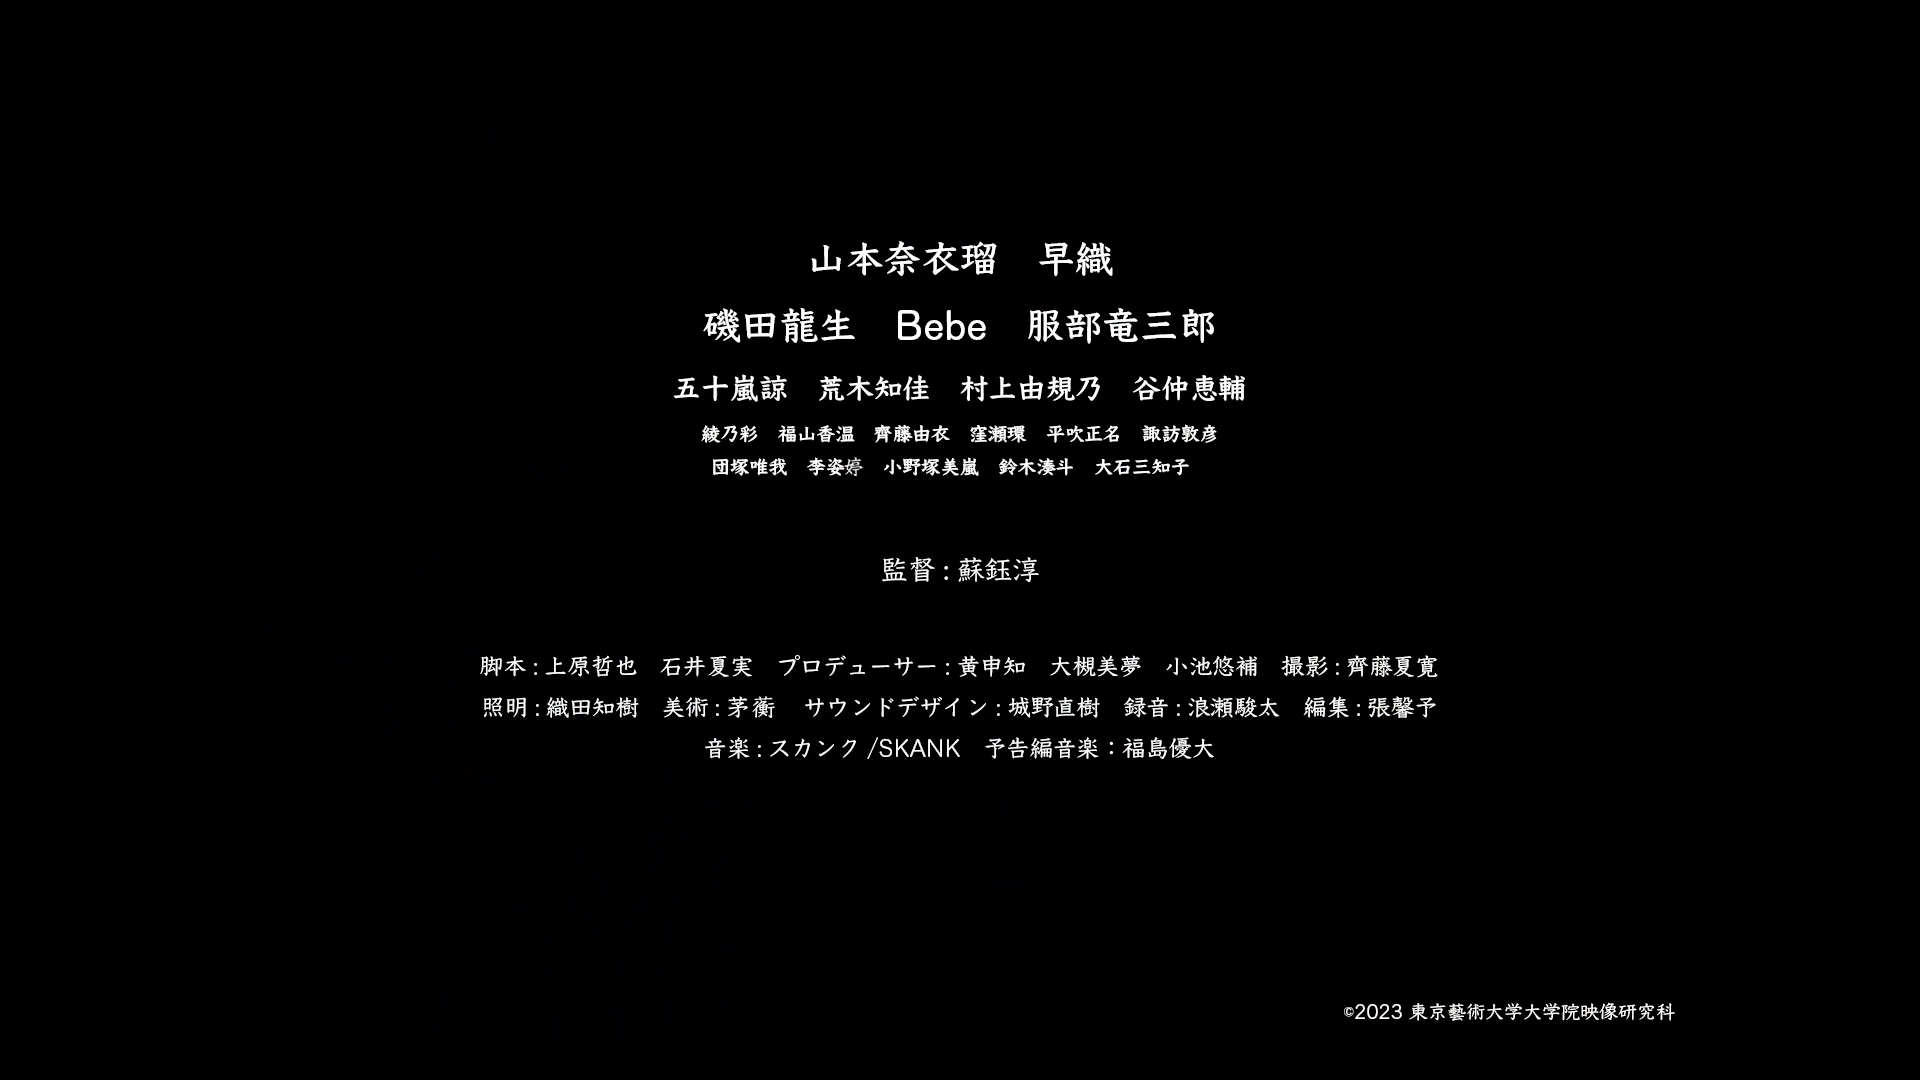 山本奈衣瑠　早織
磯田龍生　Bebe　服部竜三郎
五十嵐諒　荒木知佳　村上由規乃　谷仲恵輔
綾乃彩　福山香温　齊藤由衣　窪瀬環　平吹正名　諏訪敦彦
団塚唯我　李姿婷　小野塚美嵐　鈴木湊斗　大石三知子
監督 : 蘇鈺淳
脚本 : 上原哲也　石井夏実　プロデューサー : 黄申知　大槻美夢　小池悠補　撮影 : 齊藤夏寛
照明 : 織田知樹　美術 : 茅蘅　サウンドデザイン : 城野直樹　録音 : 浪瀬駿太　編集 : 張馨予
音楽 : スカンク /SKANK　予告編音楽：福島優大
©2023 東京藝術大学大学院映像研究科